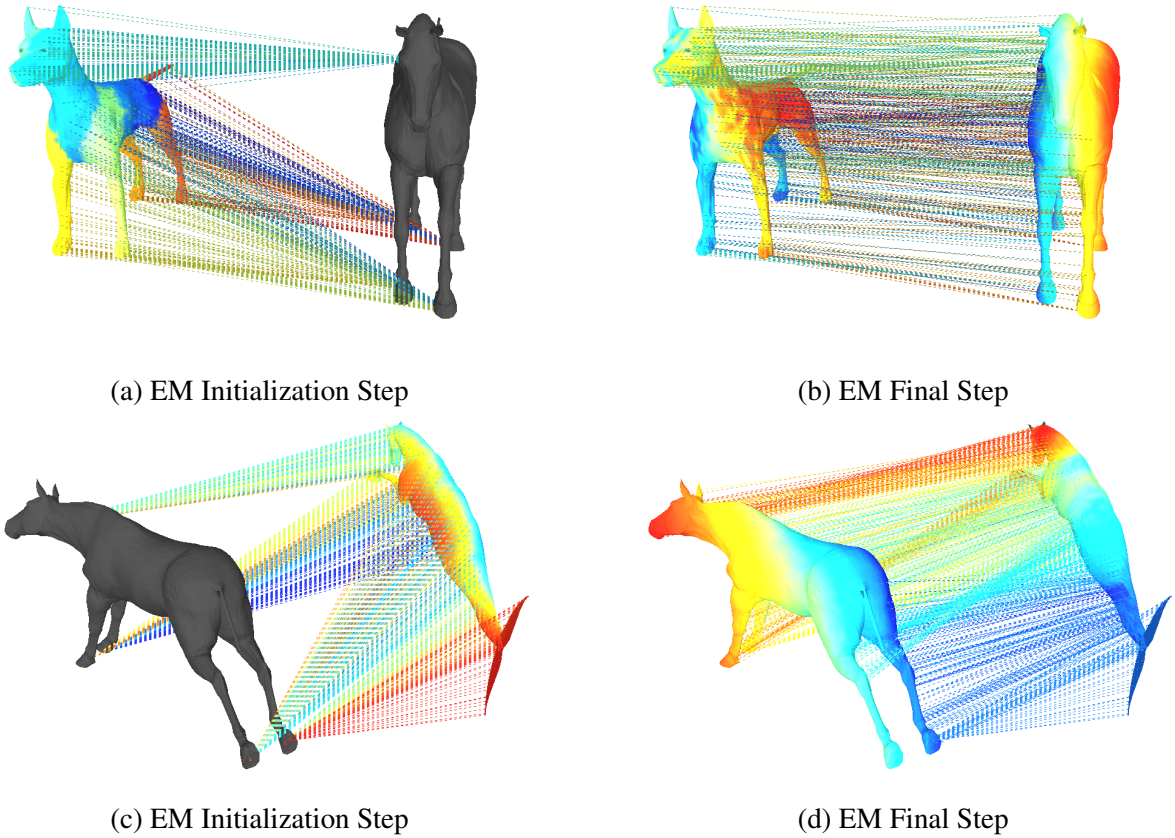 (a) EM Initialization Step
(b) EM Final Step
(c) EM Initialization Step
(d) EM Final Step